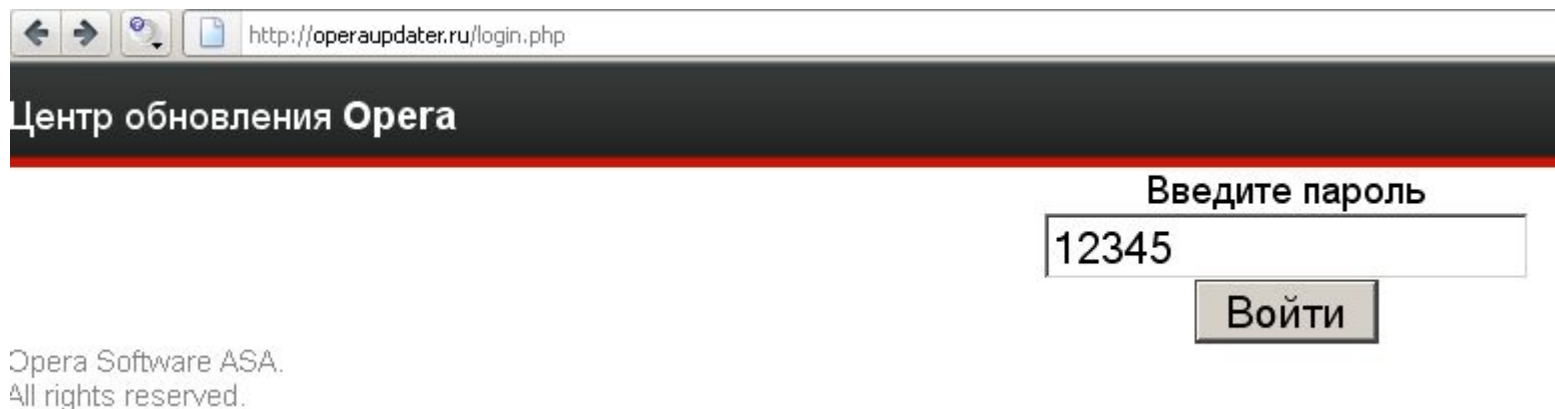 http://operaupdater.ru/login.php
Центр обновления Opera
Введите пароль
12345
Войти
Opera Software ASA.
All rights reserved.